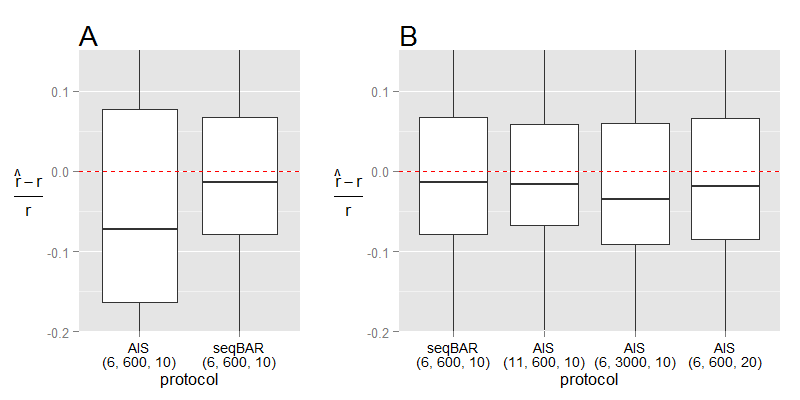 A
0.1
0.0
-0.1
-0.2
r̂ – r
r
AIS
(6, 600, 10)
seqBAR
(6, 600, 10)
protocol
B
0.1
0.0
-0.1
-0.2
r̂ – r
r
seqBAR
(6, 600, 10)
AIS
(11, 600, 10)
AIS
(6, 3000, 10)
AIS
(6, 600, 20)
protocol